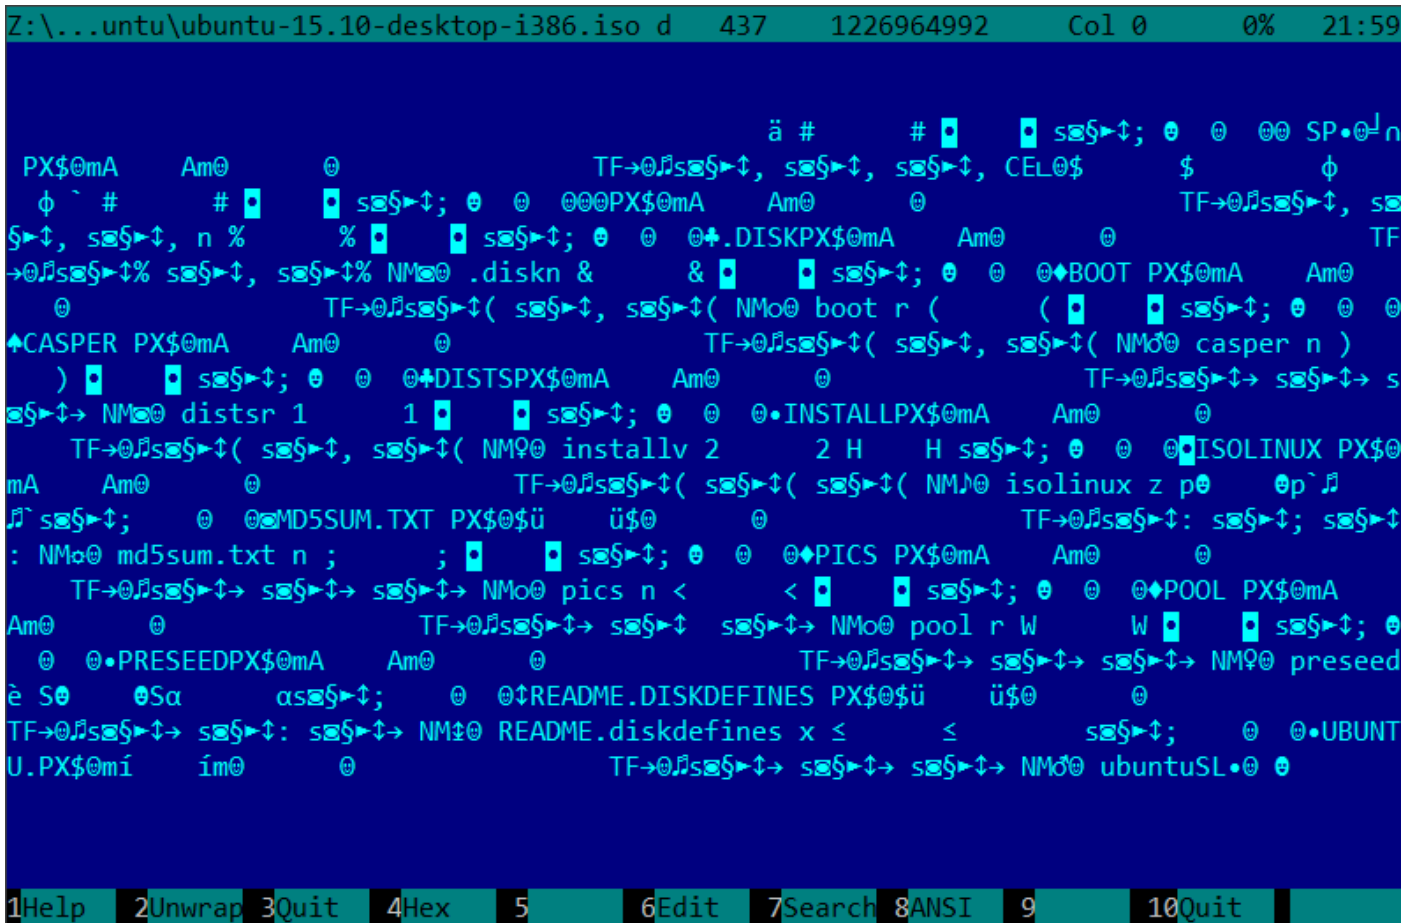 Z:\...untu\ubuntu-15.10-desktop-i386.iso d 437 1226964992 Col 0 0% 21:59
ä # # ◘ ◘ s◙§►↕; ☻ ☺ ☺☺ SP•☺╛∩
PX$☺mA Am☺ ☺ TF→☺♬s◙§►↕, s◙§►↕, s◙§►↕, CE∟☺$ $ ф
ф ` # # ◘ ◘ s◙§►↕; ☻ ☺ ☺☺☺PX$☺mA Am☺ ☺ TF→☺♬s◙§►↕, s◙
§►↕, s◙§►↕, n % % ◘ ◘ s◙§►↕; ☻ ☺ ☺♣.DISKPX$☺mA Am☺ ☺ TF
→☺♬s◙§►↕% s◙§►↕, s◙§►↕% NM◙☺ .diskn & & ◘ ◘ s◙§►↕; ☻ ☺ ☺♦BOOT PX$☺mA Am☺
☺ TF→☺♬s◙§►↕( s◙§►↕, s◙§►↕( NM○☺ boot r ( ( ◘ ◘ s◙§►↕; ☻ ☺ ☺
♠CASPER PX$☺mA Am☺ ☺ TF→☺♬s◙§►↕( s◙§►↕, s◙§►↕( NM♂☺ casper n )
) ◘ ◘ s◙§►↕; ☻ ☺ ☺♣DISTSPX$☺mA Am☺ ☺ TF→☺♬s◙§►↕→ s◙§►↕→ s
◙§►↕→ NM◙☺ distsr 1 1 ◘ ◘ s◙§►↕; ☻ ☺ ☺•INSTALLPX$☺mA Am☺ ☺
TF→☺♬s◙§►↕( s◙§►↕, s◙§►↕( NM♀☺ installv 2 2 H H s◙§►↕; ☻ ☺ ☺◘ISOLINUX PX$☺
mA Am☺ ☺ TF→☺♬s◙§►↕( s◙§►↕( s◙§►↕( NM♪☺ isolinux z p☻ ☻p`♬
♬`s◙§►↕; ☺ ☺◙MD5SUM.TXT PX$☺$ü ü$☺ ☺ TF→☺♬s◙§►↕: s◙§►↕; s◙§►↕
: NM☼☺ md5sum.txt n ; ; ◘ ◘ s◙§►↕; ☻ ☺ ☺♦PICS PX$☺mA Am☺ ☺
TF→☺♬s◙§►↕→ s◙§►↕→ s◙§►↕→ NM○☺ pics n < < ◘ ◘ s◙§►↕; ☻ ☺ ☺♦POOL PX$☺mA
Am☺ ☺ TF→☺♬s◙§►↕→ s◙§►↕ s◙§►↕→ NM○☺ pool r W W ◘ ◘ s◙§►↕; ☻
☺ ☺•PRESEEDPX$☺mA Am☺ ☺ TF→☺♬s◙§►↕→ s◙§►↕→ s◙§►↕→ NM♀☺ preseed
è S☻ ☻Sα αs◙§►↕; ☺ ☺↕README.DISKDEFINES PX$☺$ü ü$☺ ☺
TF→☺♬s◙§►↕→ s◙§►↕: s◙§►↕→ NM↨☺ README.diskdefines x ≤ ≤ s◙§►↕; ☺ ☺•UBUNT
U.PX$☺mí ím☺ ☺ TF→☺♬s◙§►↕→ s◙§►↕→ s◙§►↕→ NM♂☺ ubuntuSL•☺ ☻
1Help 2Unwrap 3Quit 4Hex 5 6Edit 7Search 8ANSI 9 10Quit